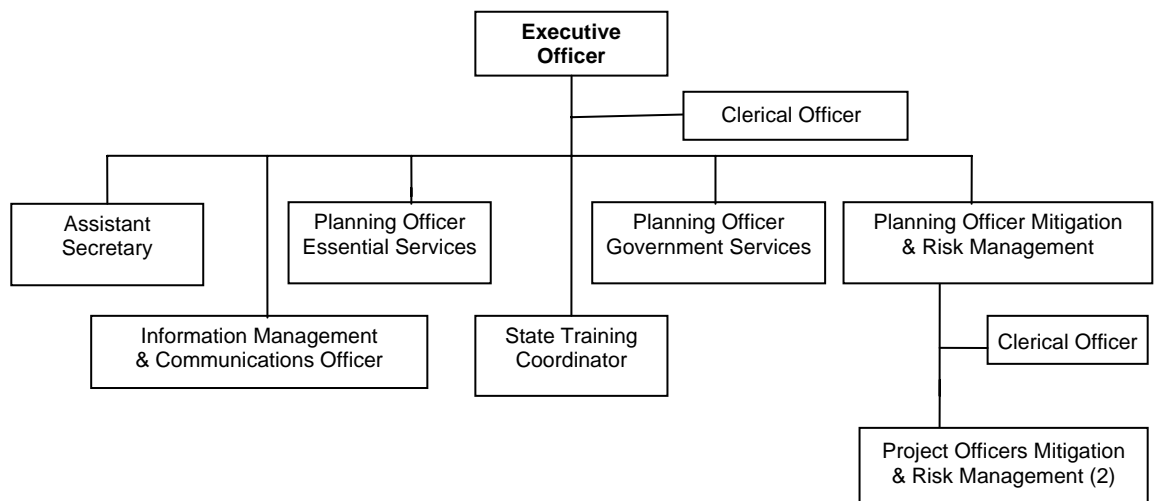 Executive
Officer
Clerical Officer
Assistant
Secretary
Planning Officer
Essential Services
Planning Officer
Government Services
Planning Officer Mitigation
& Risk Management
Information Management
& Communications Officer
State Training
Coordinator
Clerical Officer
Project Officers Mitigation
& Risk Management (2)